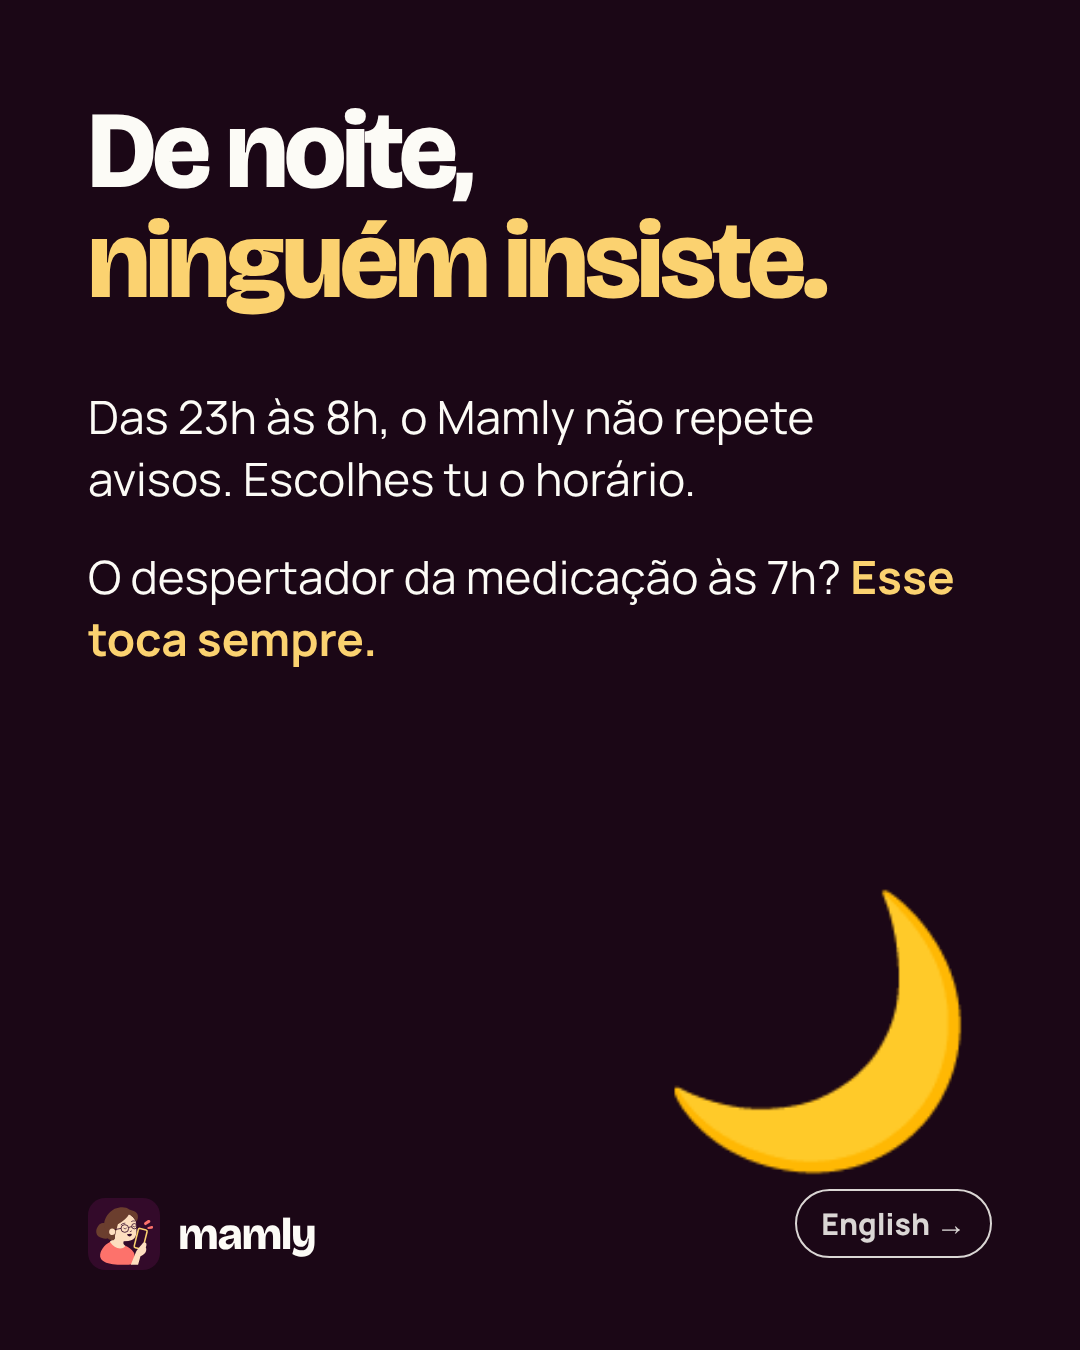 De noite,
ninguém insiste.
Das 23h às 8h, o Mamly não repete
avisos. Escolhes tu o horário.
O despertador da medicação às 7h? Esse
toca sempre.
mamly
English →